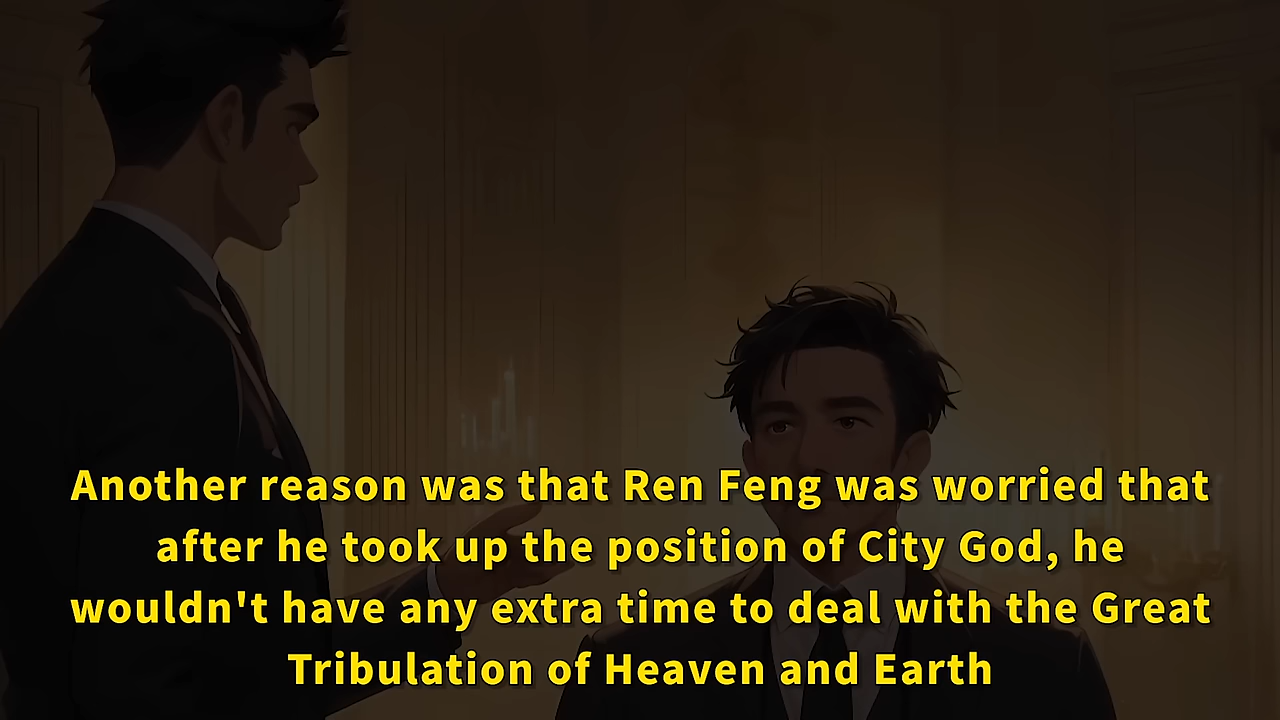 Another reason was that Ren Feng was worried that
after he took up the position of City God, he
wouldn't have any extra time to deal with the Great
Tribulation of Heaven and Earth